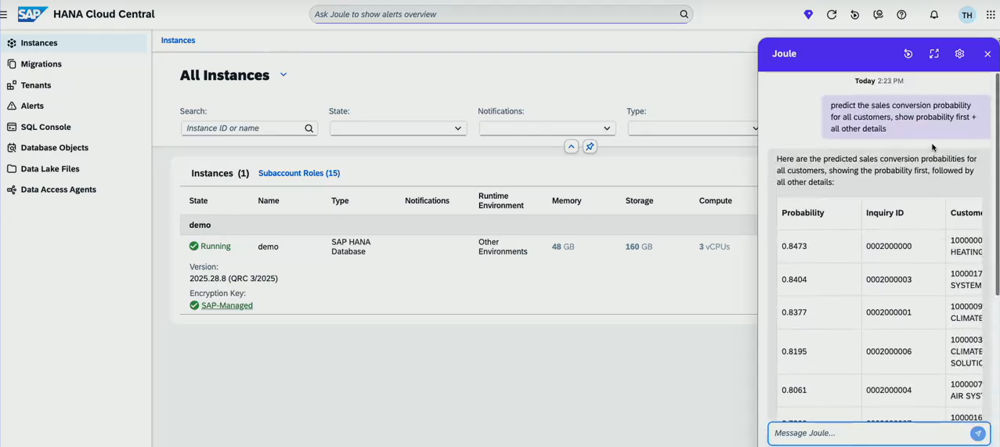 SAP HANA Cloud Central
Ask Joule to show alerts overview
TH
Instances
Migrations
Tenants
Alerts
SQL Console
Database Objects
Data Lake Files
Data Access Agents
Instances
All Instances
Search: State: Notifications: Type:
Instance ID or name
Instances (1) Subaccount Roles (15)
State Name Type Notifications Runtime Environment Memory Storage Compute
demo
Running demo SAP HANA Database Other Environments 48 GB 160 GB 3 vCPUs
Version:
2025.28.8 (QRC 3/2025)
Encryption Key:
SAP-Managed
Joule
Today 2:23 PM
predict the sales conversion probability
for all customers, show probability first +
all other details
Here are the predicted sales conversion probabilities for
all customers, showing the probability first, followed by
all other details:
Probability Inquiry ID Custome
0.8473 0002000000 1000000 HEATING
0.8404 0002000003 1000017 SYSTEM
0.8377 0002000001 1000009 CLIMATE
0.8195 0002000006 1000003 CLIMATE SOLUTIO
0.8061 0002000004 1000007 AIR SYS
1000016
Message Joule...